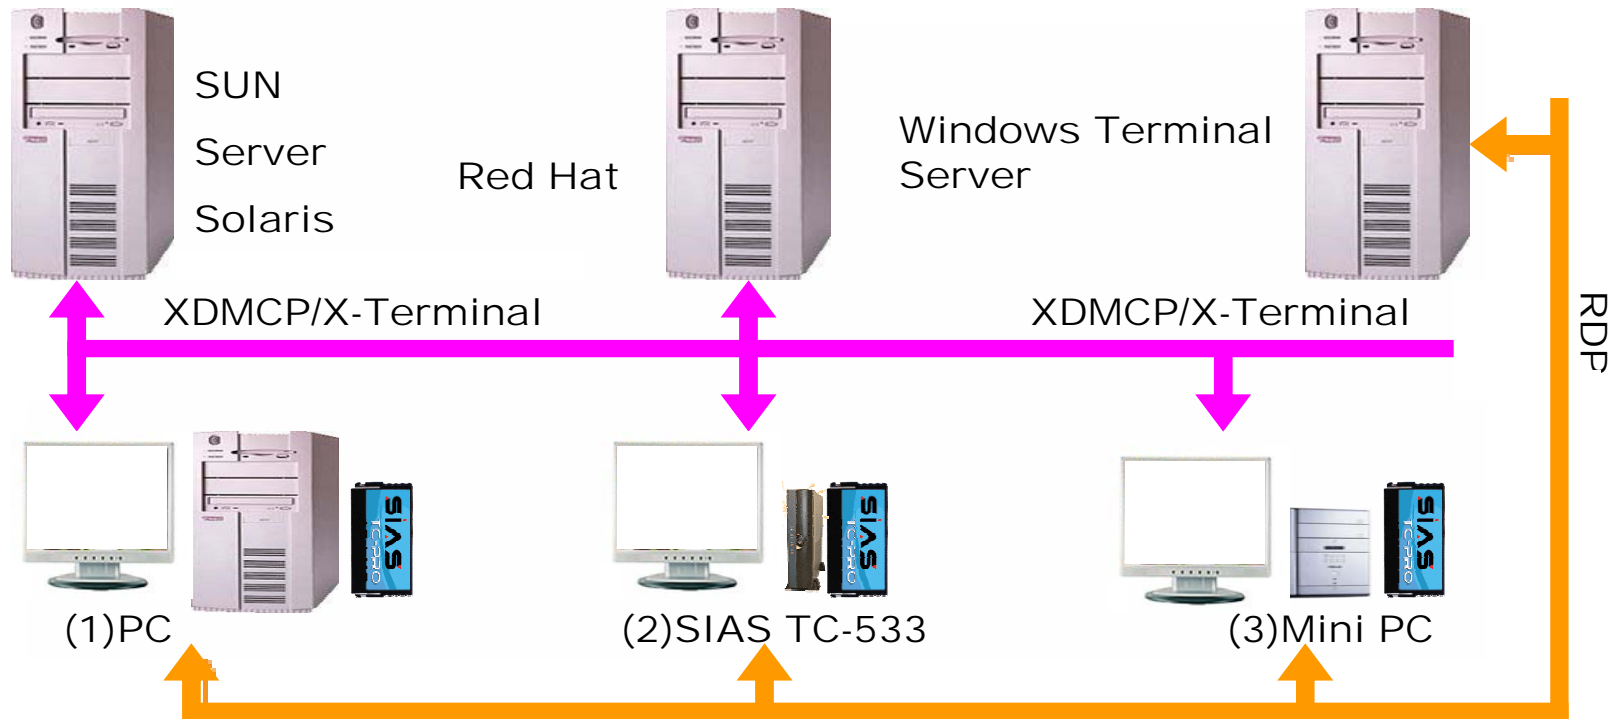 SUN
Server
Solaris
Red Hat
Windows Terminal
Server
XDMCP/X-Terminal
XDMCP/X-Terminal
RDP
SIAS
TC-PRO
SIAS
TC-PRO
SIAS
TC-PRO
(1)PC
(2)SIAS TC-533
(3)Mini PC